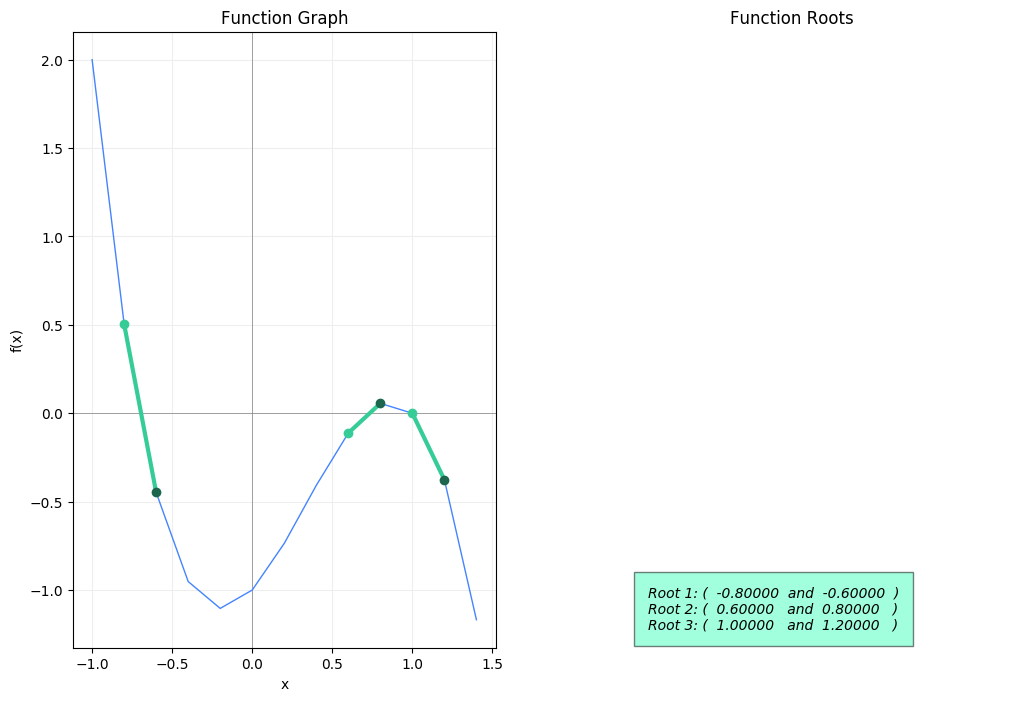 Function Graph
Function Roots
2.0
1.5
1.0
0.5
0.0
−0.5
−1.0
f(x)
−1.0
−0.5
0.0
0.5
1.0
1.5
x
Root 1: ( -0.80000 and -0.60000 )
Root 2: ( 0.60000 and 0.80000 )
Root 3: ( 1.00000 and 1.20000 )